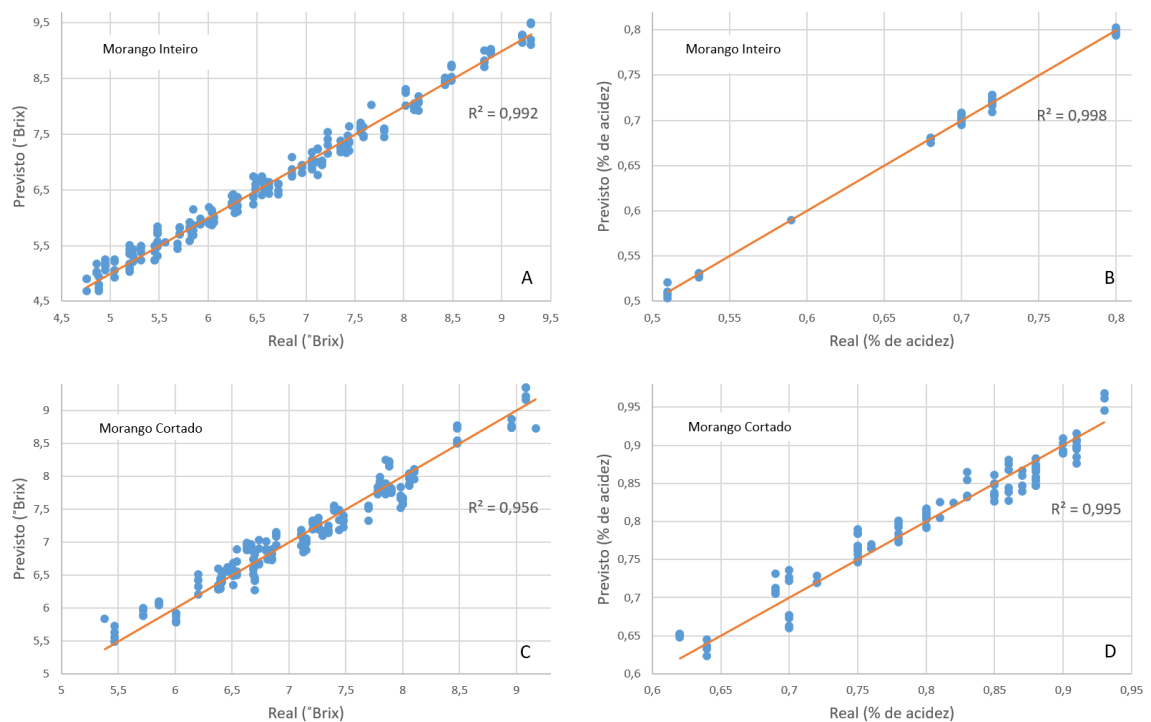 9,5
8,5
7,5
6,5
5,5
4,5
4,5 5 5,5 6 6,5 7 7,5 8 8,5 9 9,5
Previsto (°Brix)
Real (°Brix)
Morango Inteiro
R² = 0,992
A
0,8
0,75
0,7
0,65
0,6
0,55
0,5
0,5 0,55 0,6 0,65 0,7 0,75 0,8
Previsto (% de acidez)
Real (% de acidez)
Morango Inteiro
R² = 0,998
B
9
8,5
8
7,5
7
6,5
6
5,5
5
5 5,5 6 6,5 7 7,5 8 8,5 9
Previsto (°Brix)
Real (°Brix)
Morango Cortado
R² = 0,956
C
0,95
0,9
0,85
0,8
0,75
0,7
0,65
0,6
0,6 0,65 0,7 0,75 0,8 0,85 0,9 0,95
Previsto (% de acidez)
Real (% de acidez)
Morango Cortado
R² = 0,995
D